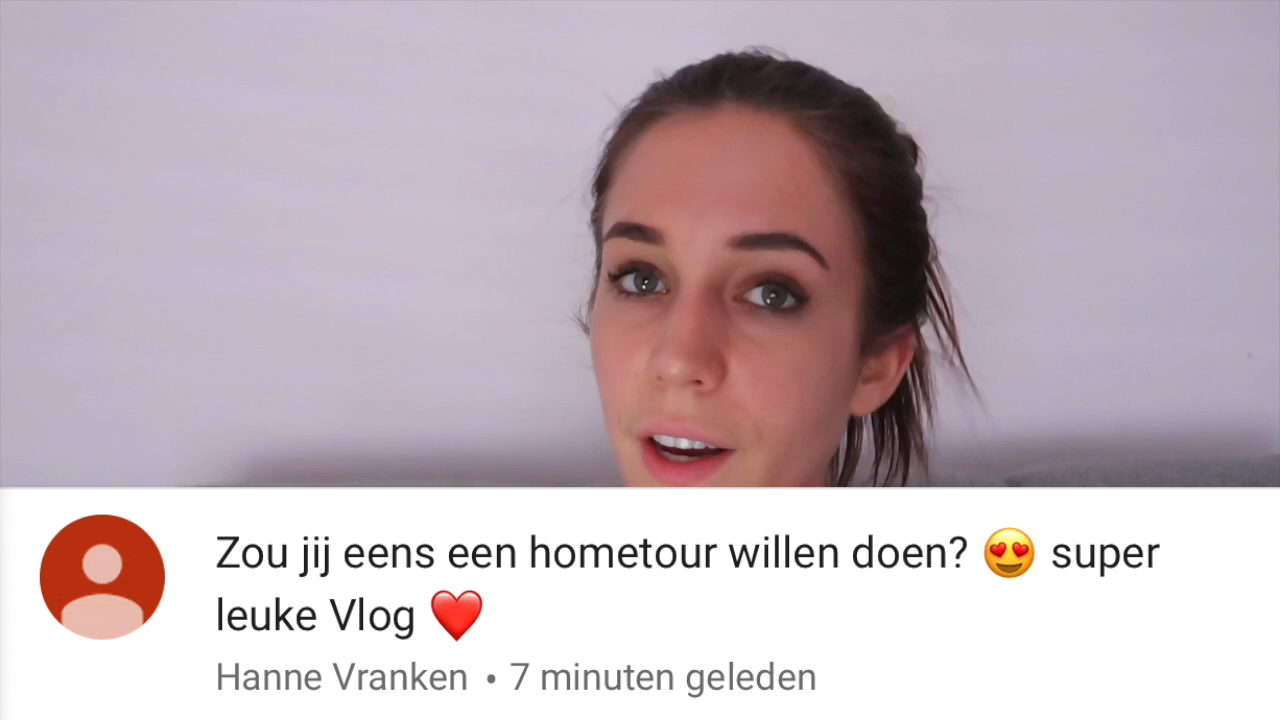 Zou jij eens een hometour willen doen? 😍 super
leuke Vlog ❤️
Hanne Vranken • 7 minuten geleden